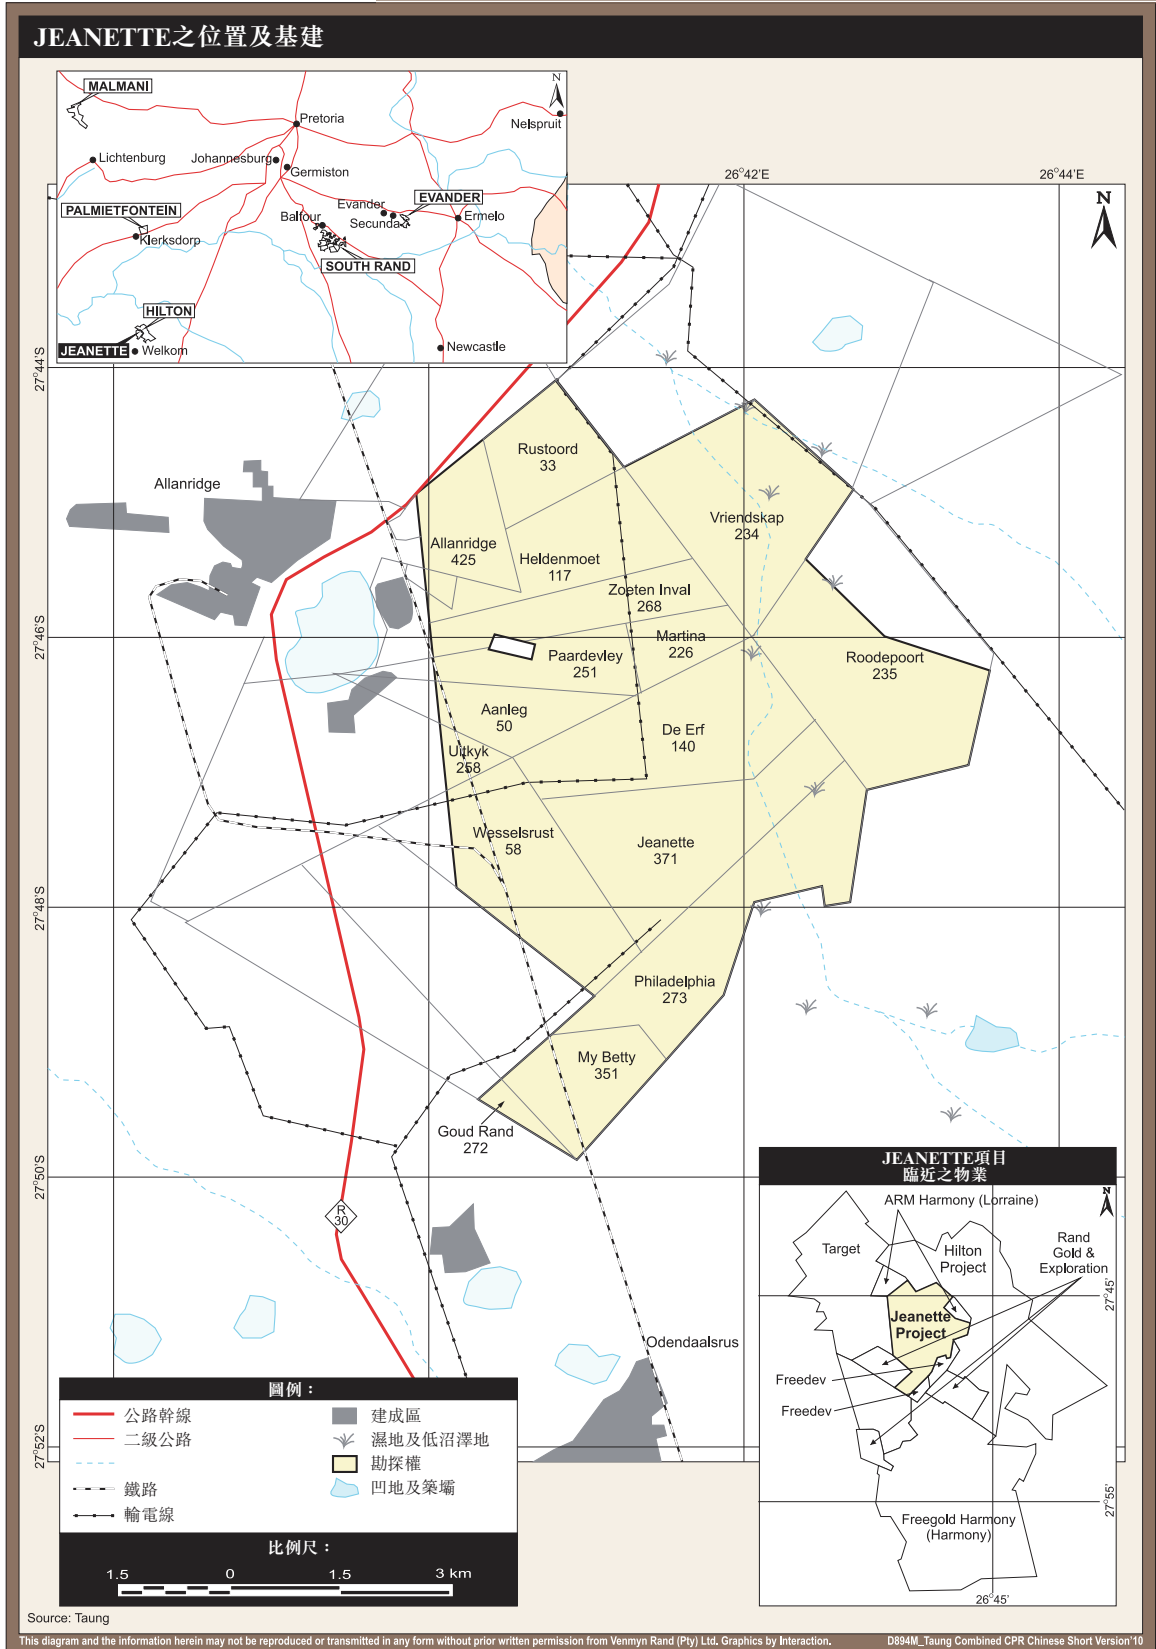 JEANETTE之位置及基建
MALMANI
N
Pretoria
Nelspruit
Lichtenburg
Johannesburg
Germiston
EVANDER
PALMIETFONTEIN
Evander
Balfour
Secunda
Ermelo
Klerksdorp
SOUTH RAND
HILTON
JEANETTE
Welkom
Newcastle
26°42'E
26°44'E
N
27°44'S
27°46'S
27°48'S
27°50'S
27°52'S
Allanridge
Rustoord
33
Vriendskap
234
Allanridge
425
Heldenmoet
117
Zoeten Inval
268
Martina
226
Paardevley
251
Roodepoort
235
Aanleg
50
De Erf
140
Uitkyk
258
Wesselsrust
58
Jeanette
371
Philadelphia
273
My Betty
351
Goud Rand
272
R
30
Odendaalsrus
JEANETTE項目
臨近之物業
ARM Harmony (Lorraine)
N
Target
Hilton
Project
Rand
Gold &
Exploration
27°45'
Jeanette
Project
Freedev
Freedev
27°55'
Freegold Harmony
(Harmony)
26°45'
圖例：
公路幹線
二級公路
鐵路
輸電線
建成區
濕地及低沼澤地
勘探權
凹地及築壩
比例尺：
1.5 0 1.5 3 km
Source: Taung
This diagram and the information herein may not be reproduced or transmitted in any form without prior written permission from Venmyn Rand (Pty) Ltd. Graphics by Interaction.
D894M_Taung Combined CPR Chinese Short Version'10